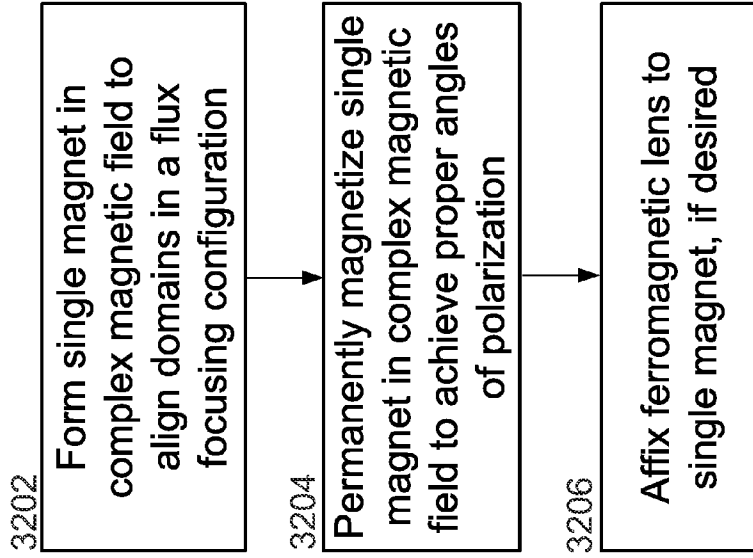 3202
Form single magnet in
complex magnetic field to
align domains in a flux
focusing configuration
3204
Permanently magnetize single
magnet in complex magnetic
field to achieve proper angles
of polarization
3206
Affix ferromagnetic lens to
single magnet, if desired